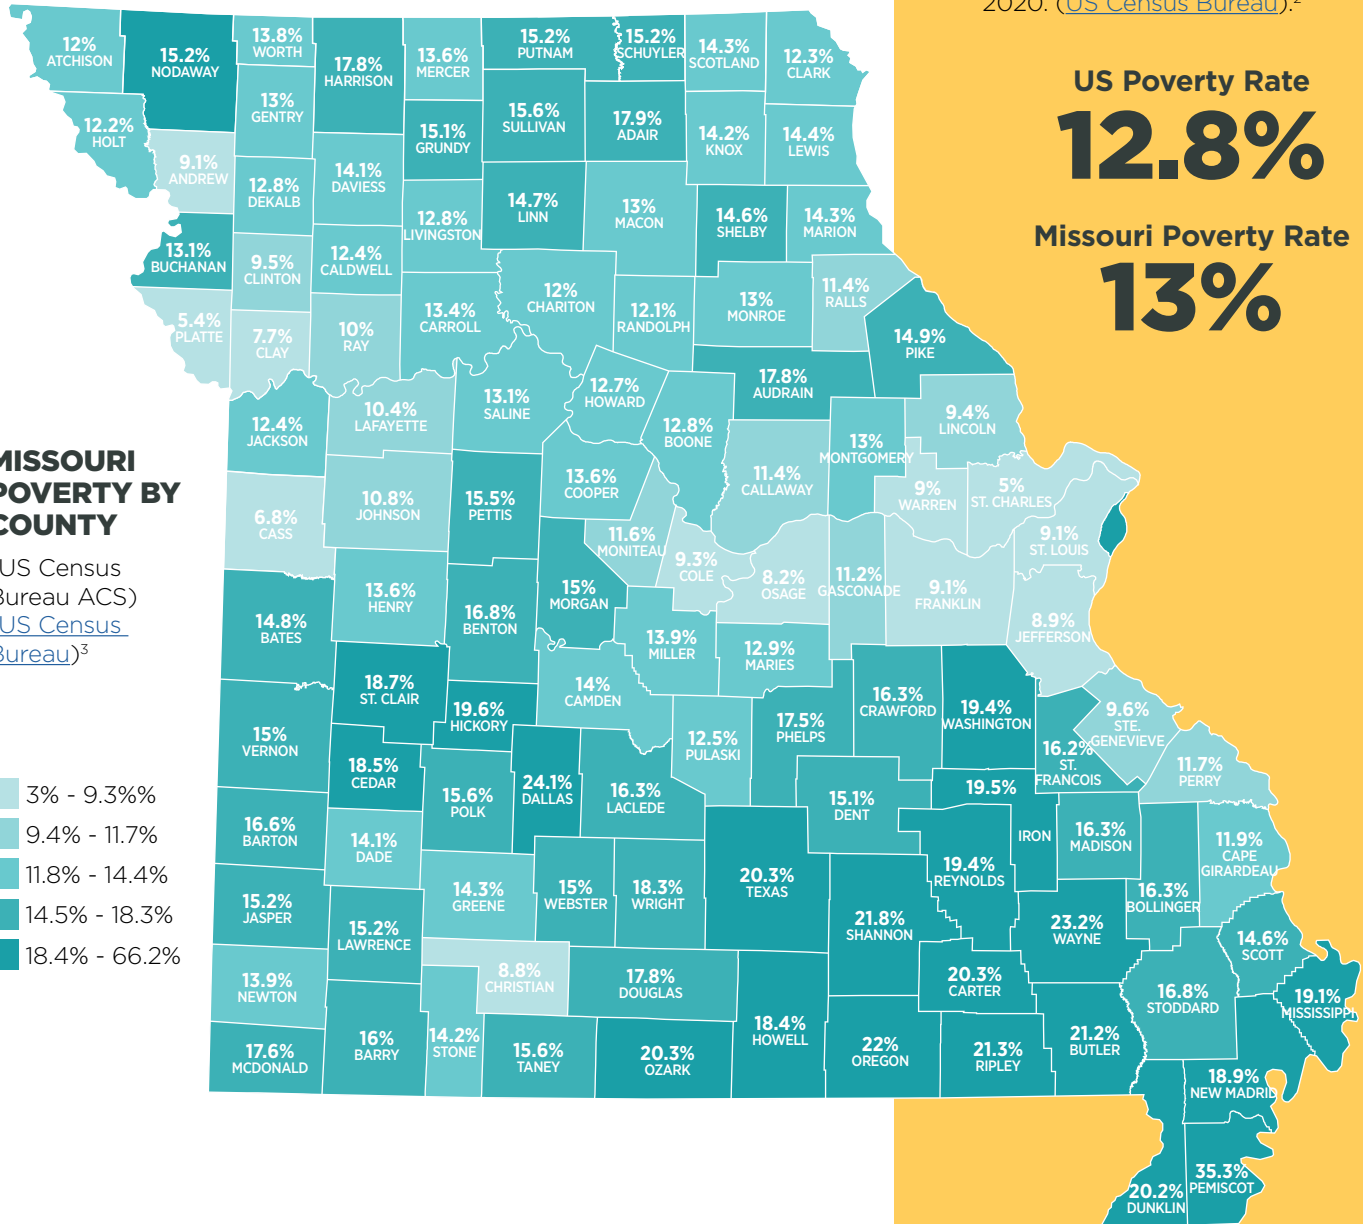 2020. (US Census Bureau).²
US Poverty Rate
12.8%
Missouri Poverty Rate
13%
MISSOURI
POVERTY BY
COUNTY
US Census
Bureau ACS)
US Census
Bureau)³
3% - 9.3%%
9.4% - 11.7%
11.8% - 14.4%
14.5% - 18.3%
18.4% - 66.2%
12%
ATCHISON
15.2%
NODAWAY
13.8%
WORTH
17.8%
HARRISON
13.6%
MERCER
15.2%
PUTNAM
15.2%
SCHUYLER
14.3%
SCOTLAND
12.3%
CLARK
12.2%
HOLT
13%
GENTRY
15.1%
GRUNDY
15.6%
SULLIVAN
17.9%
ADAIR
14.2%
KNOX
14.4%
LEWIS
9.1%
ANDREW
12.8%
DEKALB
14.1%
DAVIESS
12.8%
LIVINGSTON
14.7%
LINN
13%
MACON
14.6%
SHELBY
14.3%
MARION
13.1%
BUCHANAN
9.5%
CLINTON
12.4%
CALDWELL
13.4%
CARROLL
12%
CHARITON
12.1%
RANDOLPH
13%
MONROE
11.4%
RALLS
5.4%
PLATTE
7.7%
CLAY
10%
RAY
14.9%
PIKE
12.4%
JACKSON
10.4%
LAFAYETTE
13.1%
SALINE
12.7%
HOWARD
12.8%
BOONE
17.8%
AUDRAIN
13%
MONTGOMERY
9.4%
LINCOLN
6.8%
CASS
10.8%
JOHNSON
15.5%
PETTIS
13.6%
COOPER
11.6%
MONITEAU
11.4%
CALLAWAY
9%
WARREN
5%
ST. CHARLES
9.1%
ST. LOUIS
9.3%
COLE
8.2%
OSAGE
11.2%
GASCONADE
9.1%
FRANKLIN
8.9%
JEFFERSON
14.8%
BATES
13.6%
HENRY
16.8%
BENTON
15%
MORGAN
13.9%
MILLER
12.9%
MARIES
18.7%
ST. CLAIR
19.6%
HICKORY
14%
CAMDEN
12.5%
PULASKI
17.5%
PHELPS
16.3%
CRAWFORD
19.4%
WASHINGTON
16.2%
ST.
FRANCOIS
9.6%
STE.
GENEVIEVE
11.7%
PERRY
15%
VERNON
18.5%
CEDAR
15.6%
POLK
24.1%
DALLAS
16.3%
LACLEDE
15.1%
DENT
19.5%
IRON
16.3%
MADISON
16.6%
BARTON
14.1%
DADE
14.3%
GREENE
15%
WEBSTER
18.3%
WRIGHT
20.3%
TEXAS
19.4%
REYNOLDS
16.3%
BOLLINGER
11.9%
CAPE
GIRARDEAU
15.2%
JASPER
15.2%
LAWRENCE
21.8%
SHANNON
23.2%
WAYNE
14.6%
SCOTT
13.9%
NEWTON
8.8%
CHRISTIAN
17.8%
DOUGLAS
20.3%
CARTER
16.8%
STODDARD
19.1%
MISSISSIPPI
17.6%
MCDONALD
16%
BARRY
14.2%
STONE
15.6%
TANEY
20.3%
OZARK
18.4%
HOWELL
22%
OREGON
21.3%
RIPLEY
21.2%
BUTLER
18.9%
NEW MADRID
20.2%
DUNKLIN
35.3%
PEMISCOT